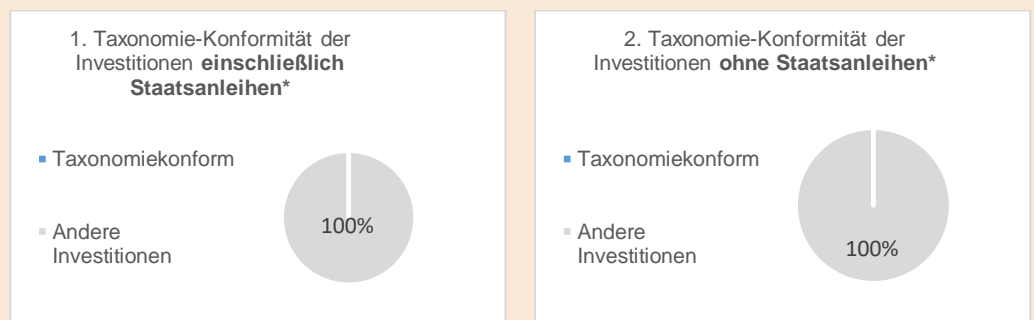 1. Taxonomie-Konformität der
Investitionen einschließlich
Staatsanleihen*
Taxonomiekonform
Andere
Investitionen
100%
2. Taxonomie-Konformität der
Investitionen ohne Staatsanleihen*
Taxonomiekonform
Andere
Investitionen
100%